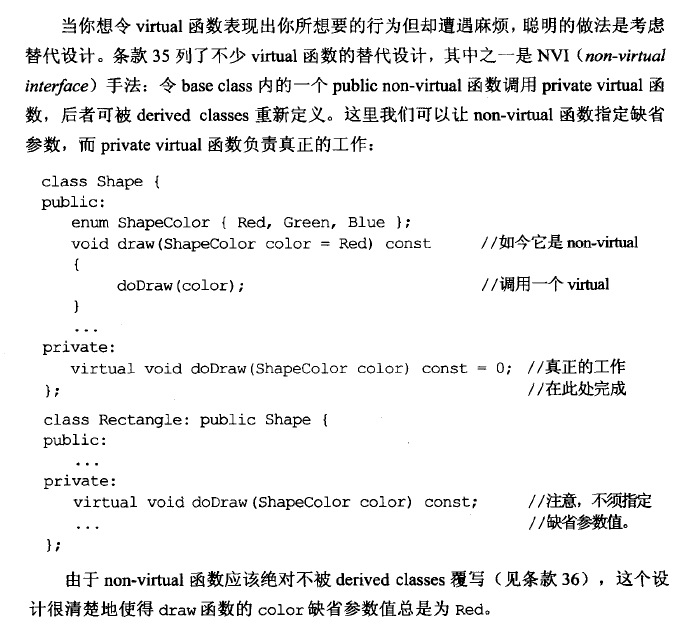 当你想令 virtual 函数表现出你所想要的行为但却遭遇麻烦，聪明的做法是考虑
替代设计。条款 35 列了不少 virtual 函数的替代设计，其中之一是 NVI（non-virtual
interface）手法：令 base class 内的一个 public non-virtual 函数调用 private virtual 函
数，后者可被 derived classes 重新定义。这里我们可以让 non-virtual 函数指定缺省
参数，而 private virtual 函数负责真正的工作：
class Shape {
public:
enum ShapeColor { Red, Green, Blue };
void draw(ShapeColor color = Red) const //如今它是 non-virtual
{
doDraw(color); //调用一个 virtual
}
...
private:
virtual void doDraw(ShapeColor color) const = 0; //真正的工作
}; //在此处完成
class Rectangle: public Shape {
public:
...
private:
virtual void doDraw(ShapeColor color) const; //注意，不须指定
... //缺省参数值。
};
由于 non-virtual 函数应该绝对不被 derived classes 覆写（见条款 36），这个设
计很清楚地使得 draw 函数的 color 缺省参数值总是为 Red。